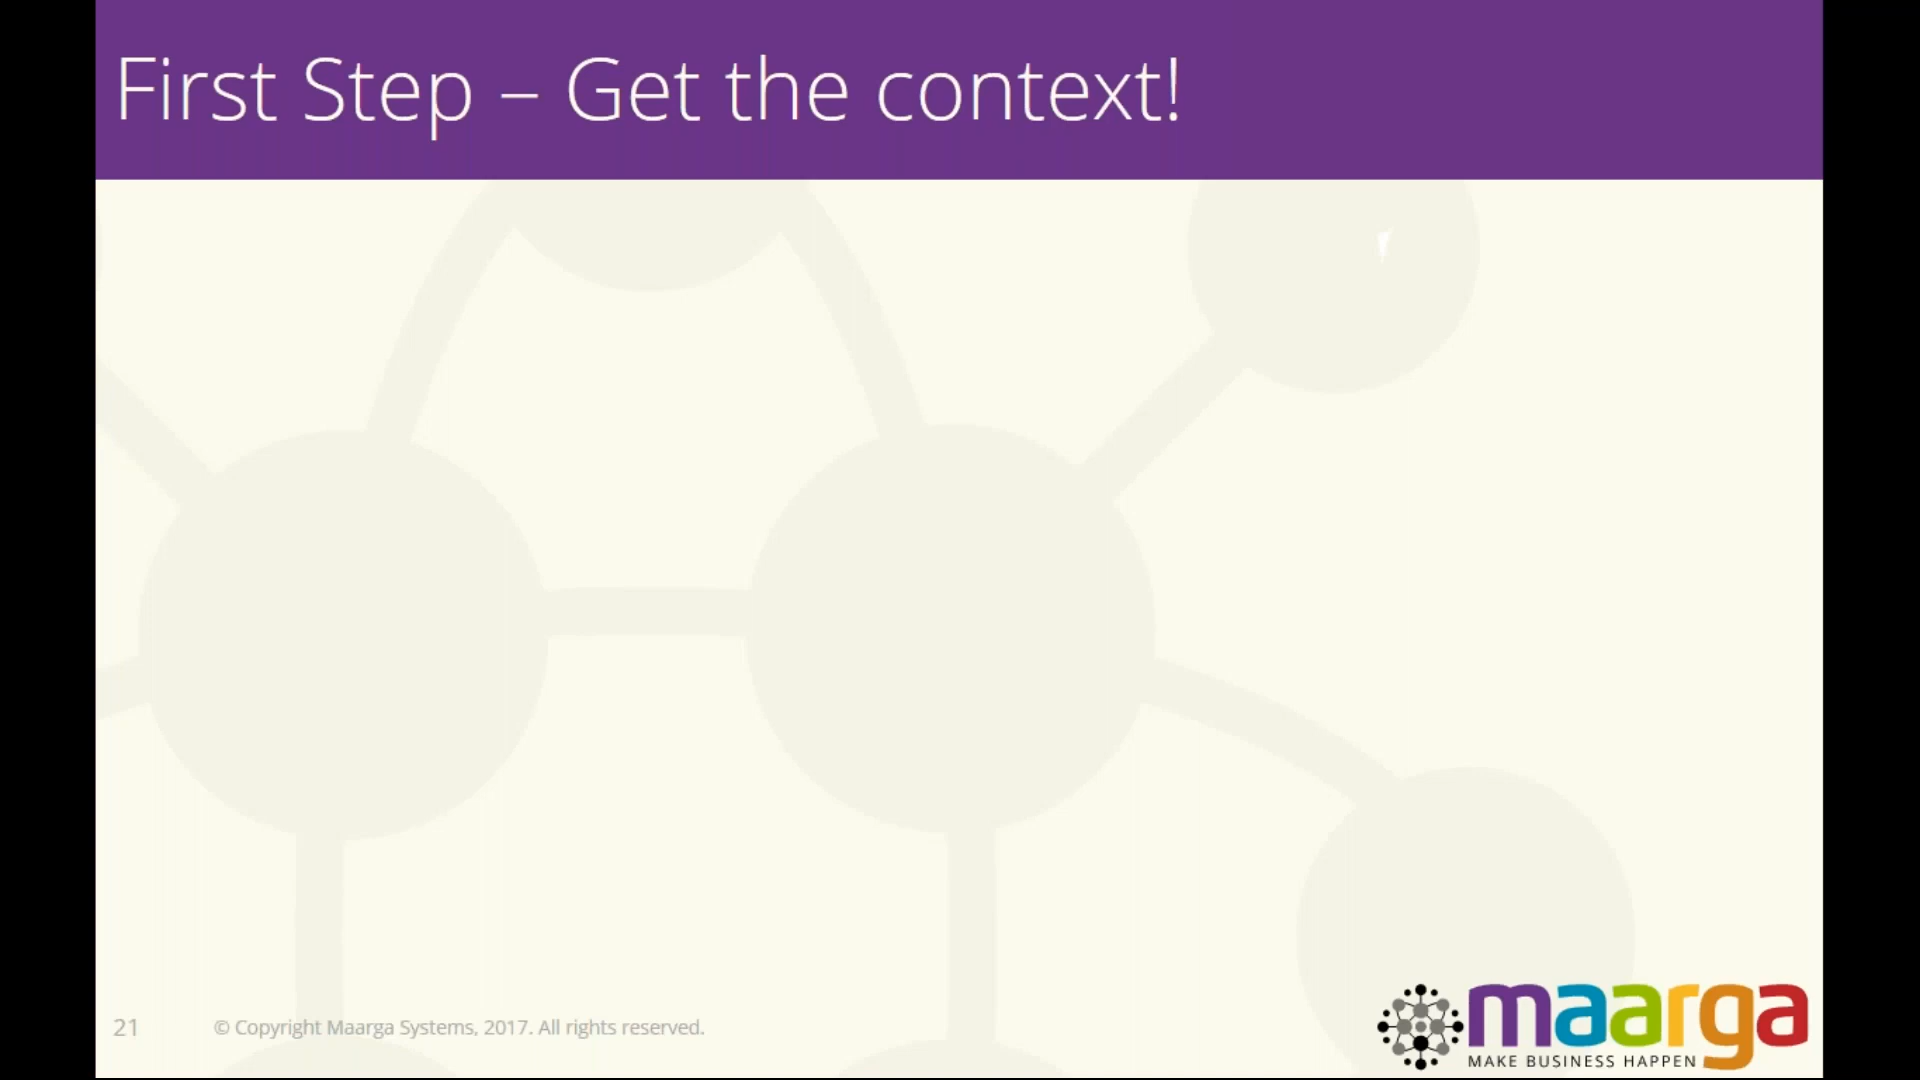 First Step – Get the context!
21
© Copyright Maarga Systems, 2017. All rights reserved.
maarga
MAKE BUSINESS HAPPEN